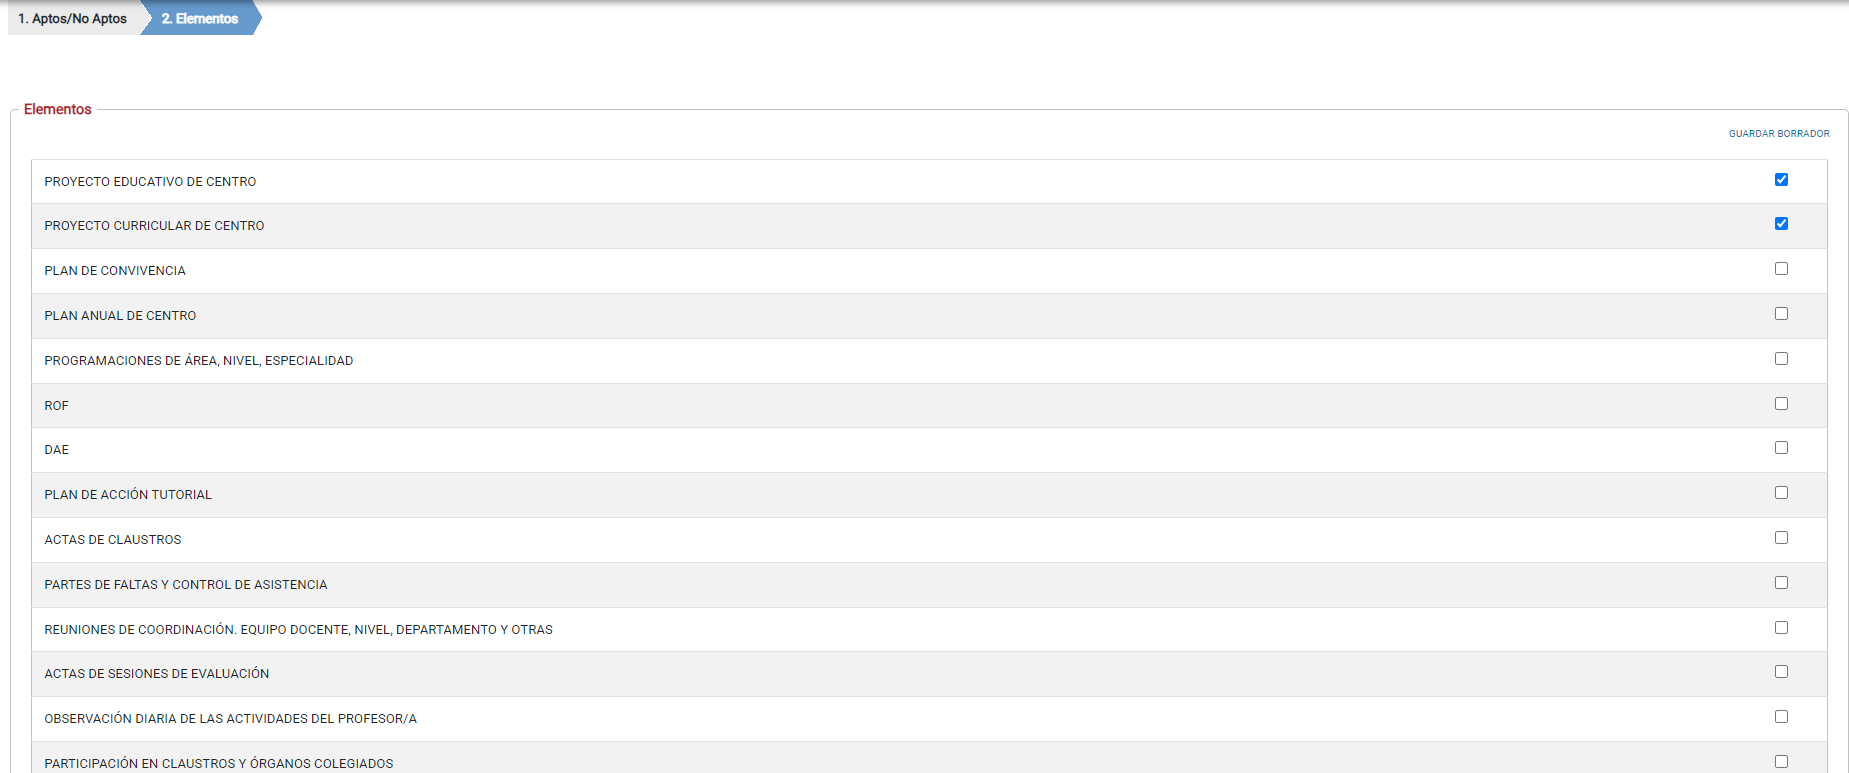 1. Aptos/No Aptos
2. Elementos
Elementos
GUARDAR BORRADOR
PROYECTO EDUCATIVO DE CENTRO
PROYECTO CURRICULAR DE CENTRO
PLAN DE CONVIVENCIA
PLAN ANUAL DE CENTRO
PROGRAMACIONES DE ÁREA, NIVEL, ESPECIALIDAD
ROF
DAE
PLAN DE ACCIÓN TUTORIAL
ACTAS DE CLAUSTROS
PARTES DE FALTAS Y CONTROL DE ASISTENCIA
REUNIONES DE COORDINACIÓN. EQUIPO DOCENTE, NIVEL, DEPARTAMENTO Y OTRAS
ACTAS DE SESIONES DE EVALUACIÓN
OBSERVACIÓN DIARIA DE LAS ACTIVIDADES DEL PROFESOR/A
PARTICIPACIÓN EN CLAUSTROS Y ÓRGANOS COLEGIADOS